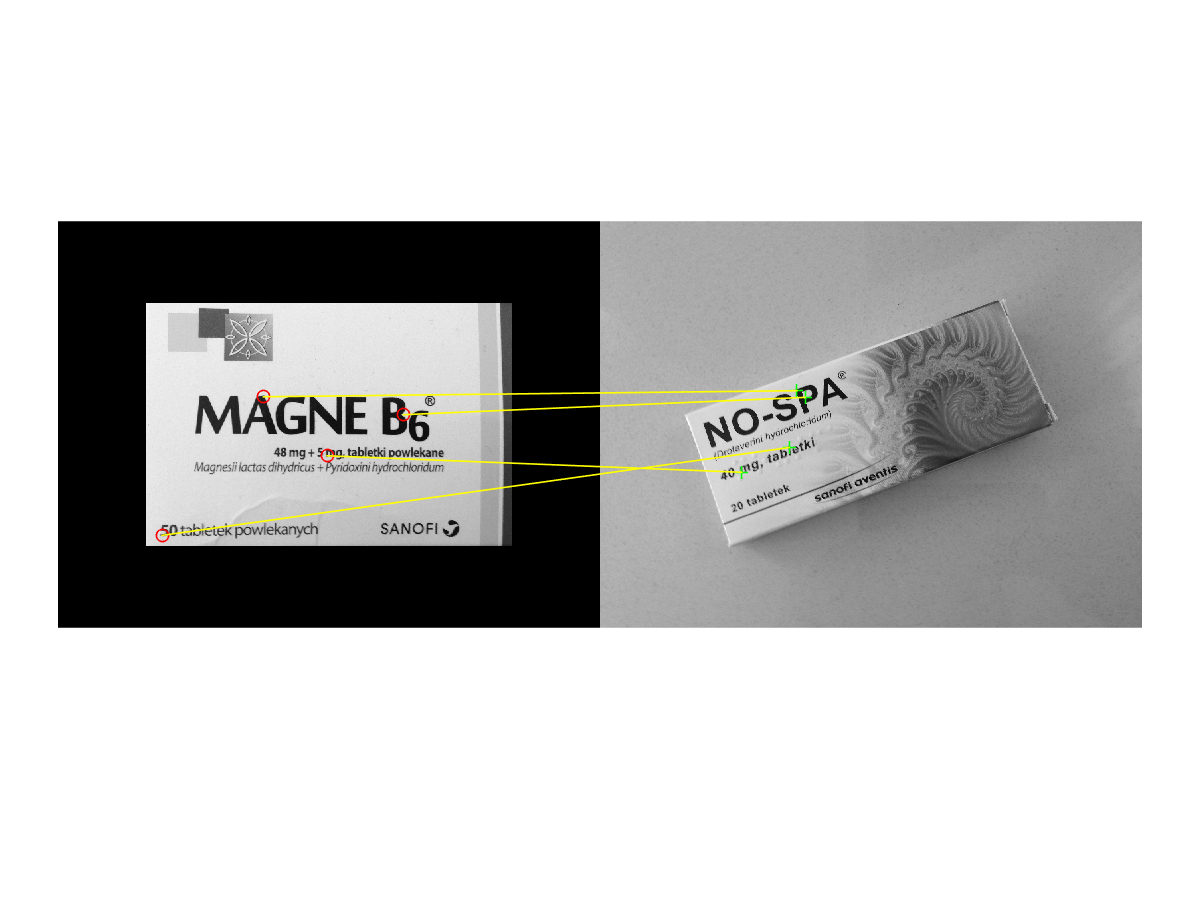 MAGNE B6®
48 mg + 5 mg, tabletki powlekane
Magnesii lactas dihydricus + Pyridoxini hydrochloridum
50 tabletek powlekanych
SANOFI
NO-SPA®
(Drotaverini hydrochloridum)
40 mg, tabletki
20 tabletek
sanofi aventis